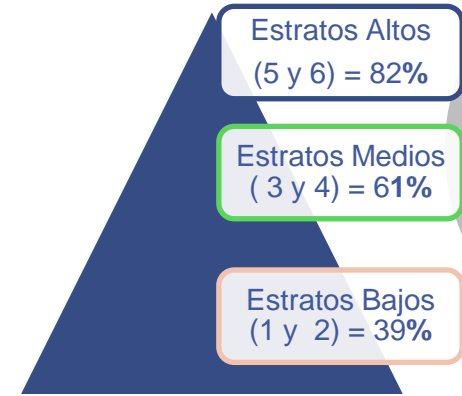 Estratos Altos
(5 y 6) = 82%
Estratos Medios
( 3 y 4) = 61%
Estratos Bajos
(1 y 2) = 39%